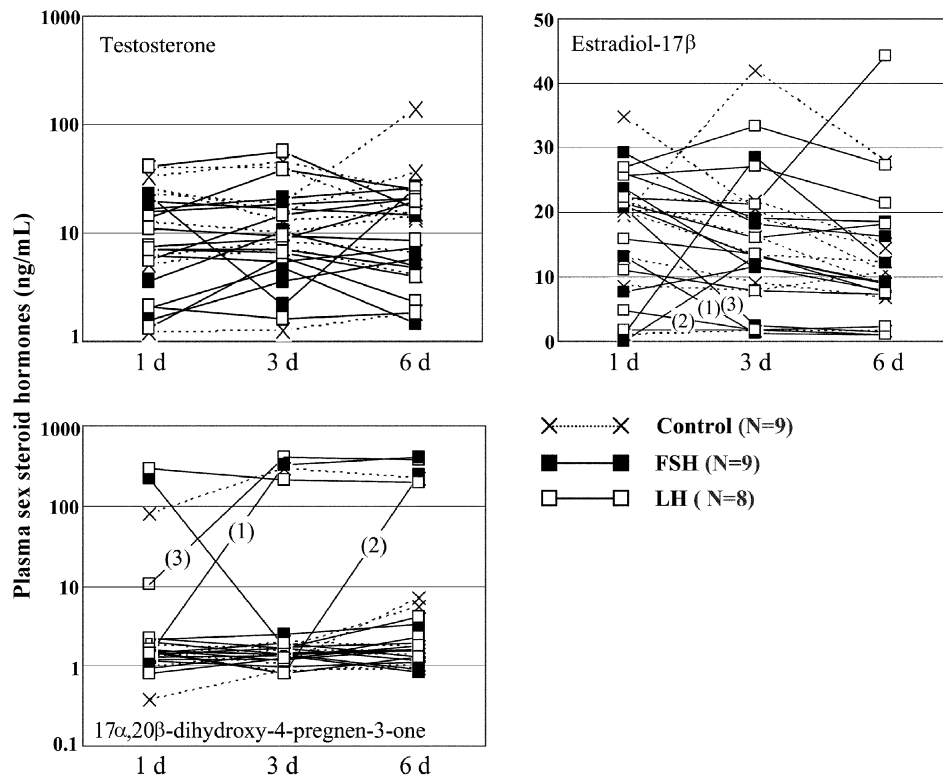 Plasma sex steroid hormones (ng/mL)
1000
100
10
1
Testosterone
1 d
3 d
6 d
50
40
30
20
10
0
Estradiol-17β
(1)
(2)
(3)
1 d
3 d
6 d
1000
100
10
1
0.1
(1)
(2)
(3)
17α,20β-dihydroxy-4-pregnen-3-one
1 d
3 d
6 d
Control (N=9)
FSH (N=9)
LH ( N=8)